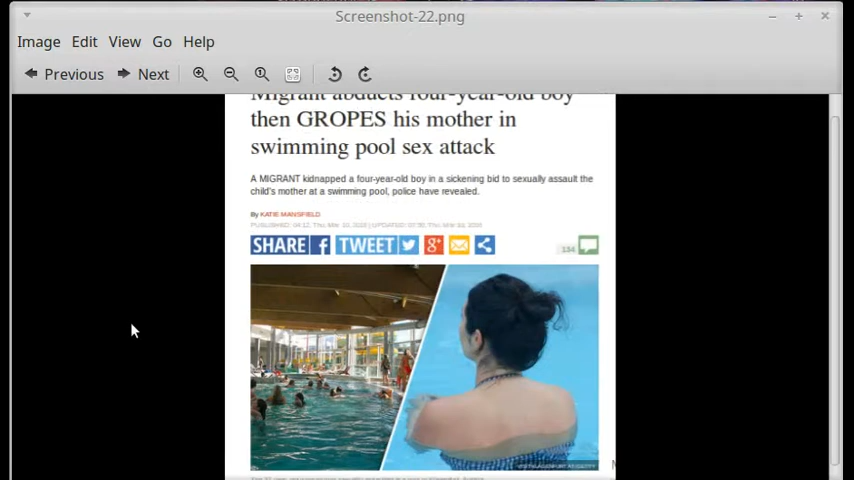 Screenshot-22.png
Image Edit View Go Help
Previous Next
Migrant abducts four-year-old boy
then GROPES his mother in
swimming pool sex attack
A MIGRANT kidnapped a four-year-old boy in a sickening bid to sexually assault the
child's mother at a swimming pool, police have revealed.
By KATIE MANSFIELD
SHARE f TWEET g+
134